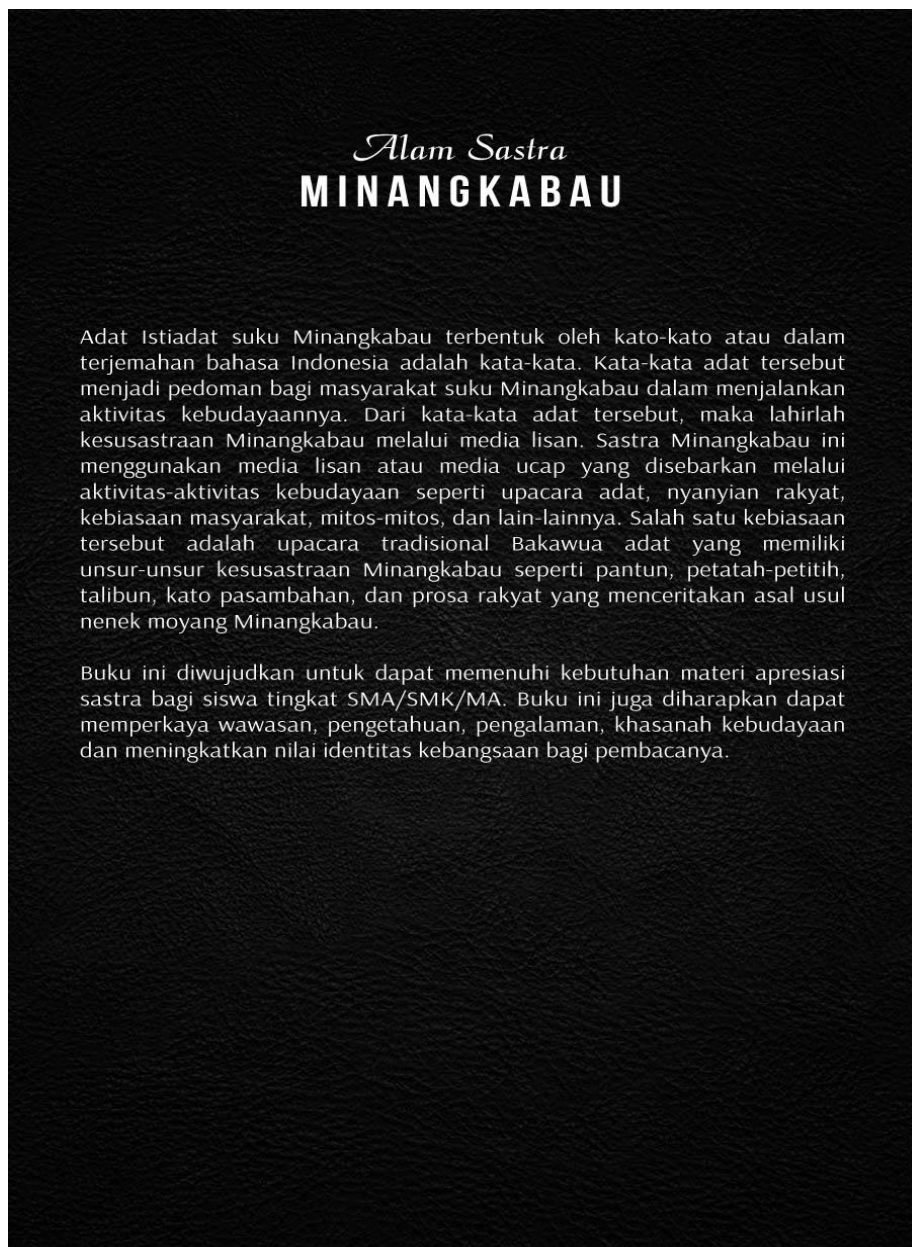 Alam Sastra
MINANGKABAU
Adat Istiadat suku Minangkabau terbentuk oleh kato-kato atau dalam
terjemahan bahasa Indonesia adalah kata-kata. Kata-kata adat tersebut
menjadi pedoman bagi masyarakat suku Minangkabau dalam menjalankan
aktivitas kebudayaannya. Dari kata-kata adat tersebut, maka lahirlah
kesusastraan Minangkabau melalui media lisan. Sastra Minangkabau ini
menggunakan media lisan atau media ucap yang disebarkan melalui
aktivitas-aktivitas kebudayaan seperti upacara adat, nyanyian rakyat,
kebiasaan masyarakat, mitos-mitos, dan lain-lainnya. Salah satu kebiasaan
tersebut adalah upacara tradisional Bakawua adat yang memiliki
unsur-unsur kesusastraan Minangkabau seperti pantun, petatah-petitih,
talibun, kato pasambahan, dan prosa rakyat yang menceritakan asal usul
nenek moyang Minangkabau.
Buku ini diwujudkan untuk dapat memenuhi kebutuhan materi apresiasi
sastra bagi siswa tingkat SMA/SMK/MA. Buku ini juga diharapkan dapat
memperkaya wawasan, pengetahuan, pengalaman, khasanah kebudayaan
dan meningkatkan nilai identitas kebangsaan bagi pembacanya.